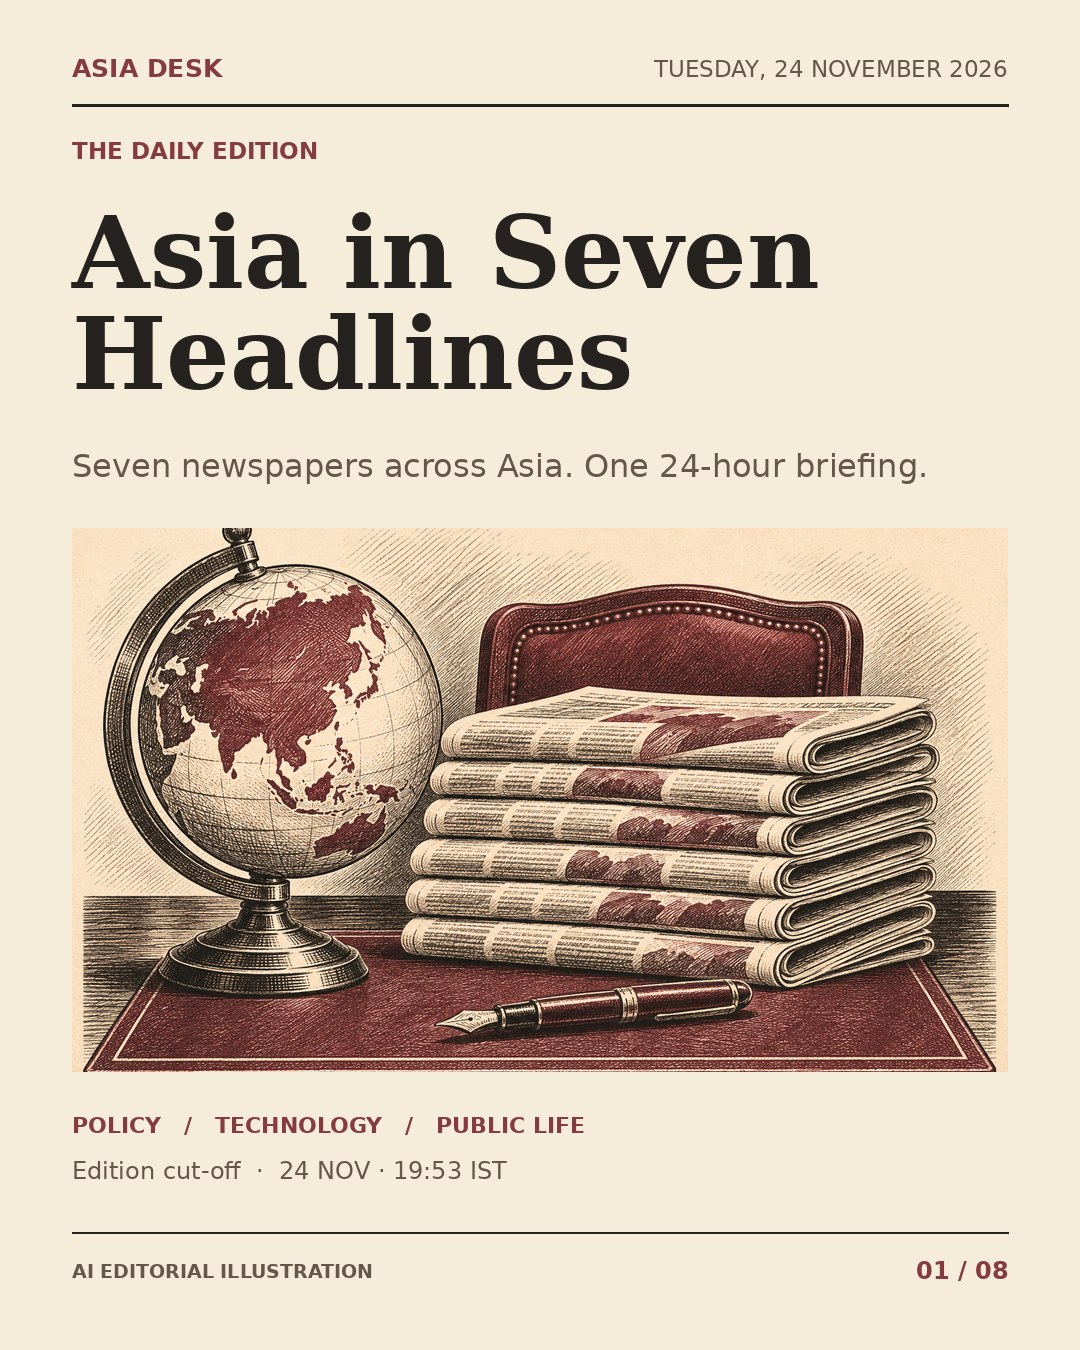 ASIA DESK
TUESDAY, 24 NOVEMBER 2026
THE DAILY EDITION
Asia in Seven
Headlines
Seven newspapers across Asia. One 24-hour briefing.
POLICY / TECHNOLOGY / PUBLIC LIFE
Edition cut-off · 24 NOV · 19:53 IST
AI EDITORIAL ILLUSTRATION
01 / 08